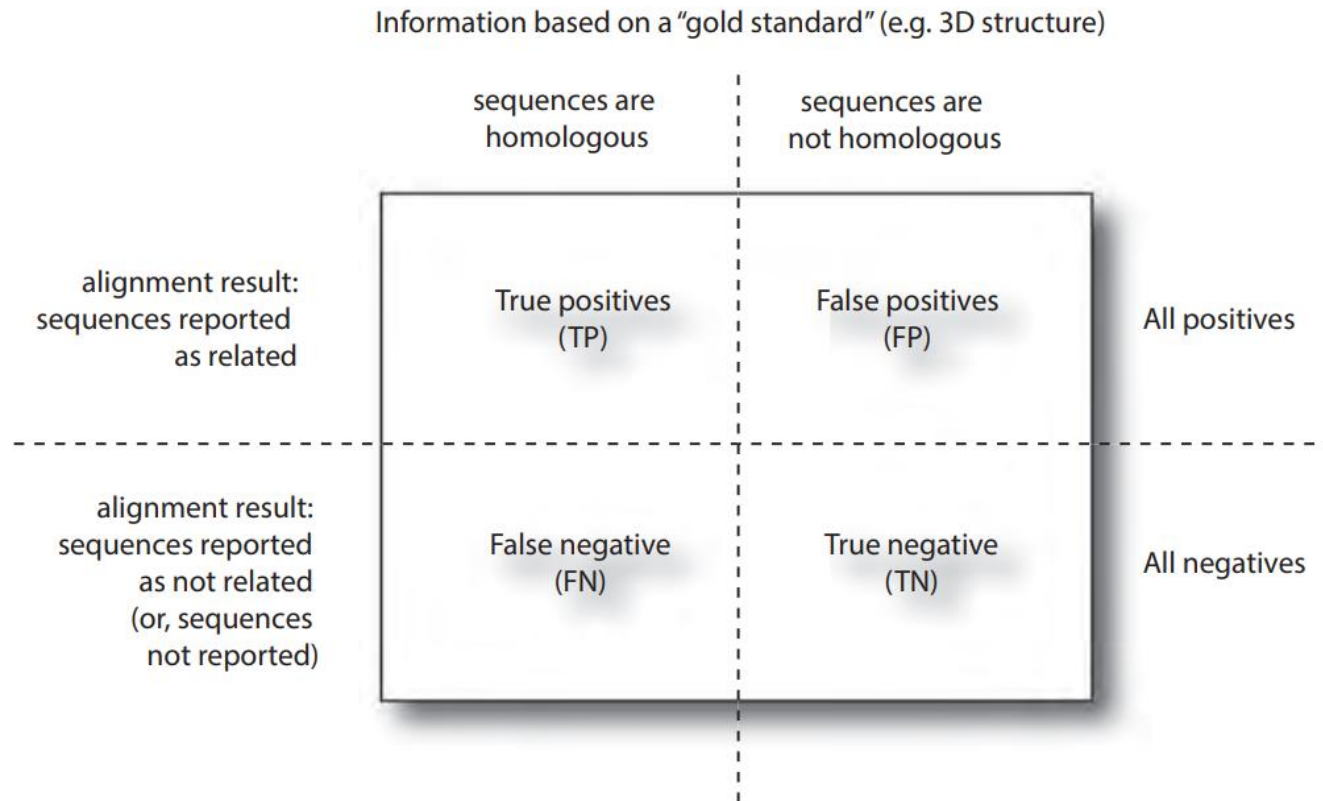 Information based on a “gold standard” (e.g. 3D structure)
sequences are
homologous
sequences are
not homologous
alignment result:
sequences reported
as related
True positives
(TP)
False positives
(FP)
All positives
alignment result:
sequences reported
as not related
(or, sequences
not reported)
False negative
(FN)
True negative
(TN)
All negatives